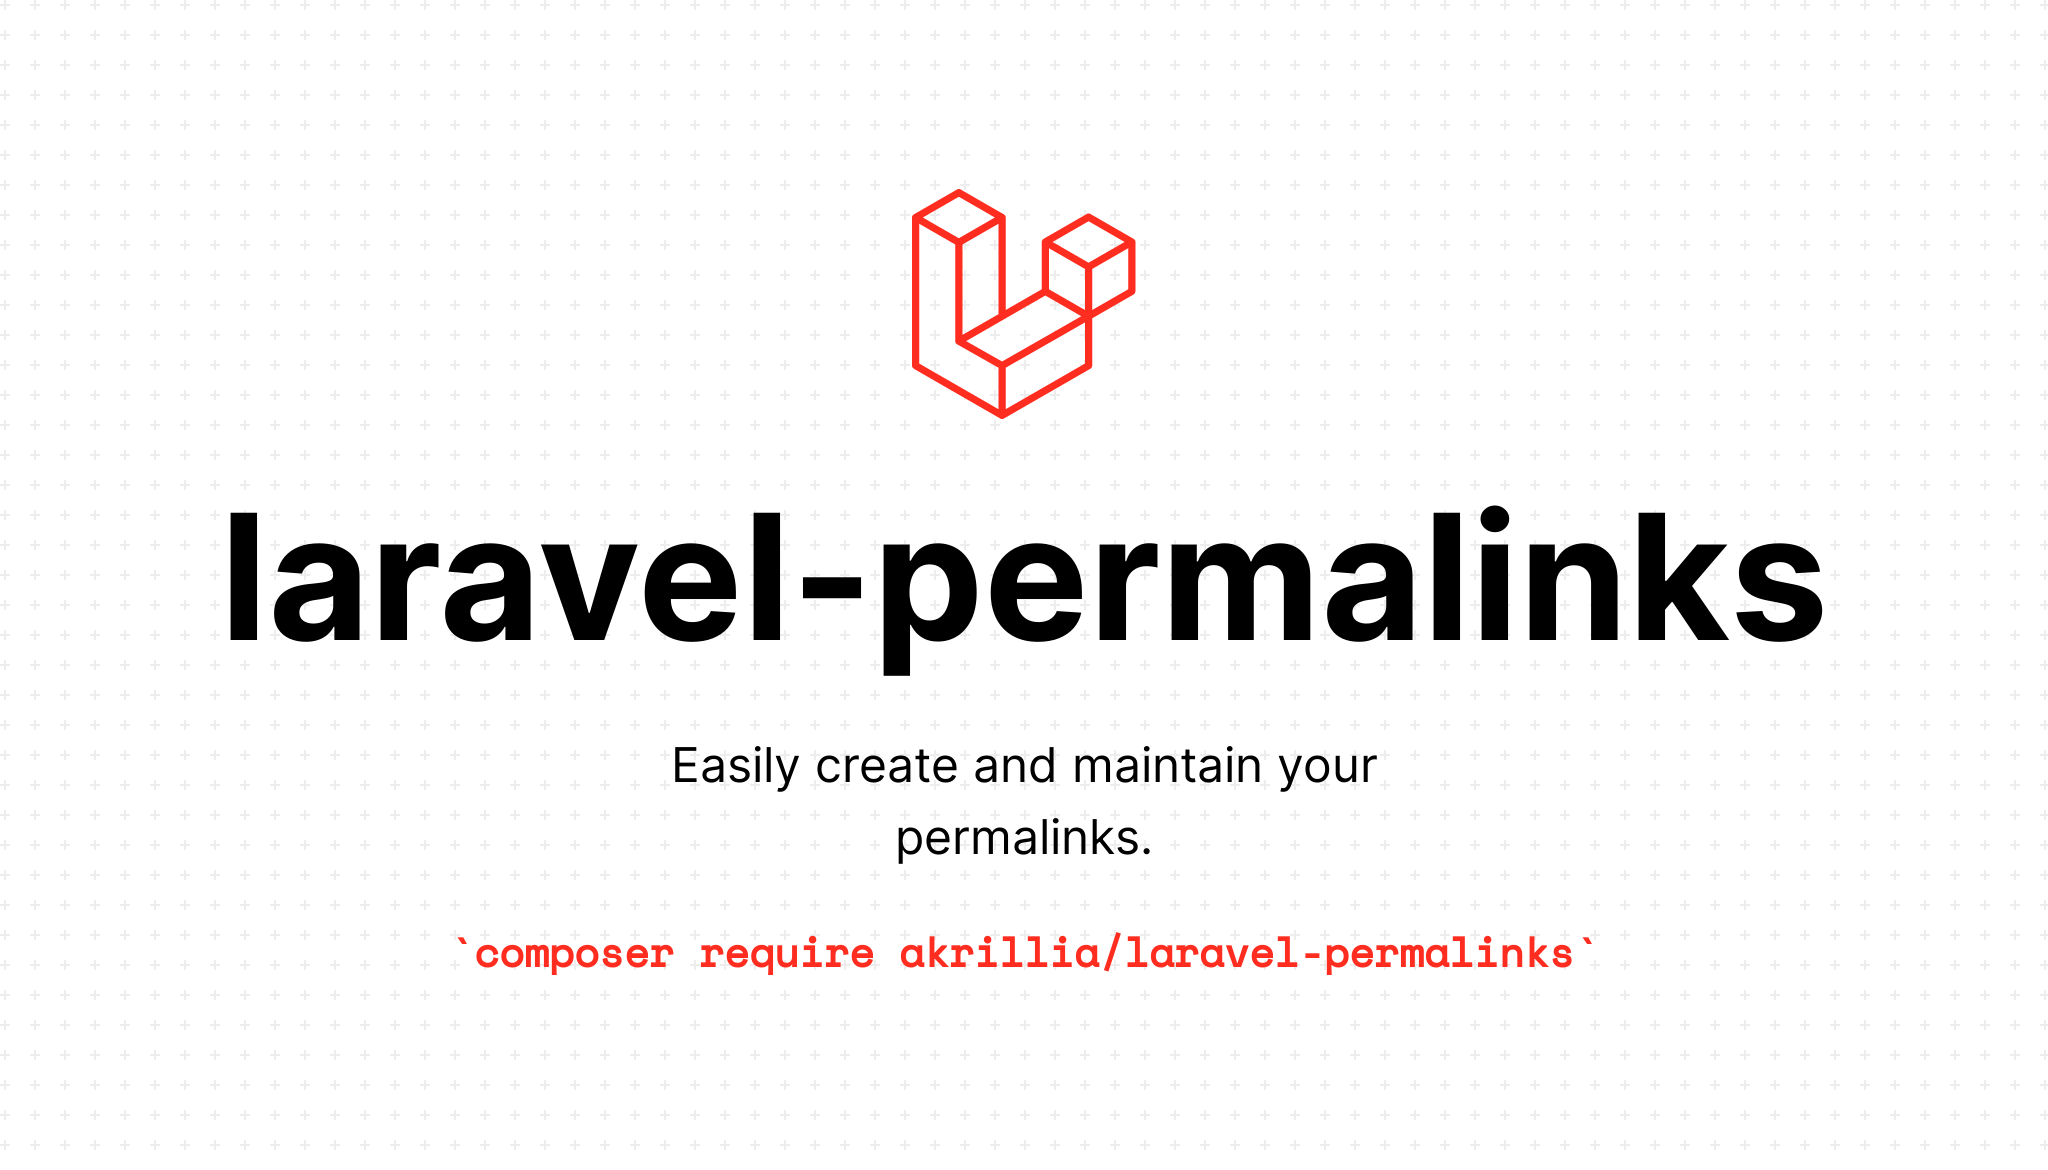 laravel-permalinks
Easily create and maintain your
permalinks.
`composer require akrillia/laravel-permalinks`